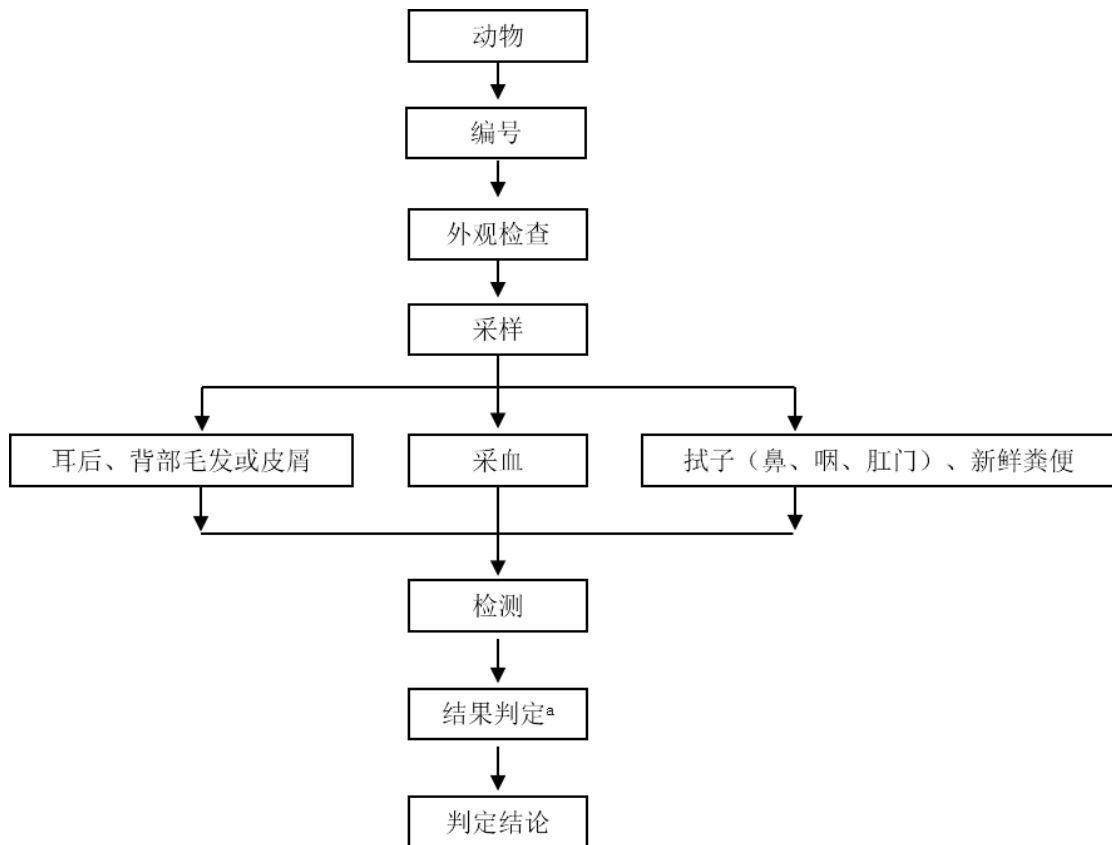 动物
编号
外观检查
采样
耳后、背部毛发或皮屑
采血
拭子（鼻、咽、肛门）、新鲜粪便
检测
结果判定ᵃ
判定结论